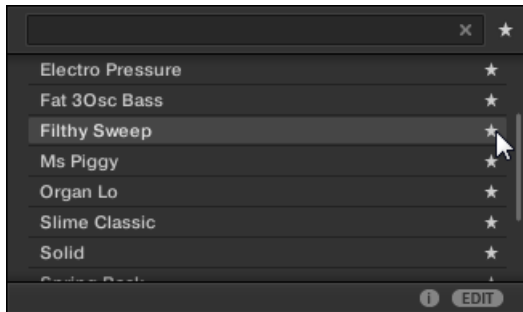 Electro Pressure
Fat 3Osc Bass
Filthy Sweep
Ms Piggy
Organ Lo
Slime Classic
Solid
EDIT